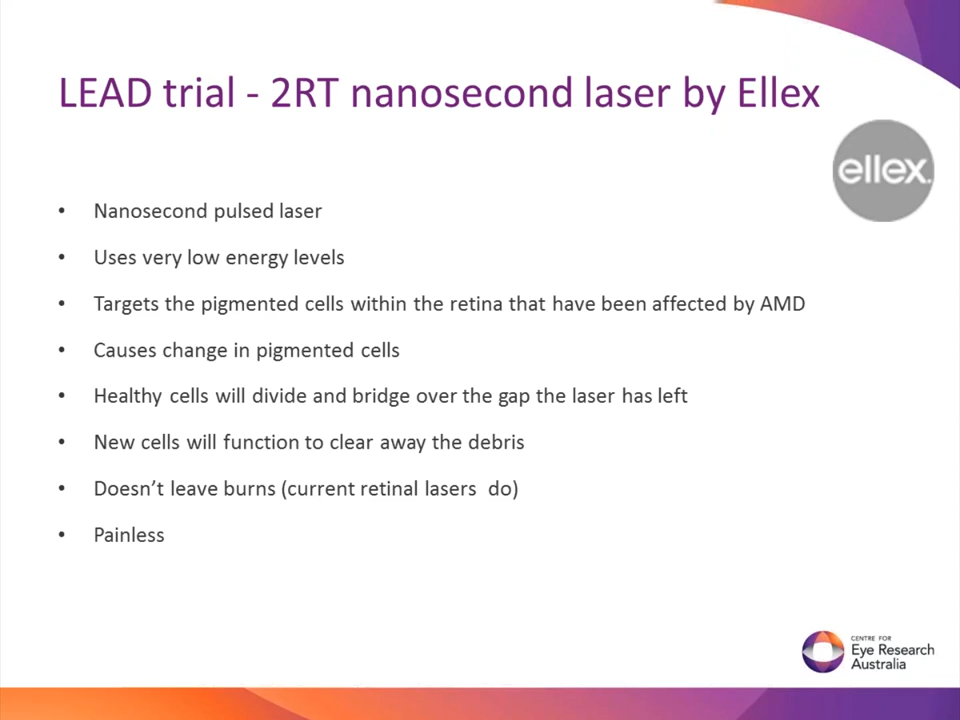 LEAD trial - 2RT nanosecond laser by Ellex
ellex.
• Nanosecond pulsed laser
• Uses very low energy levels
• Targets the pigmented cells within the retina that have been affected by AMD
• Causes change in pigmented cells
• Healthy cells will divide and bridge over the gap the laser has left
• New cells will function to clear away the debris
• Doesn’t leave burns (current retinal lasers do)
• Painless
CENTRE FOR
Eye Research
Australia